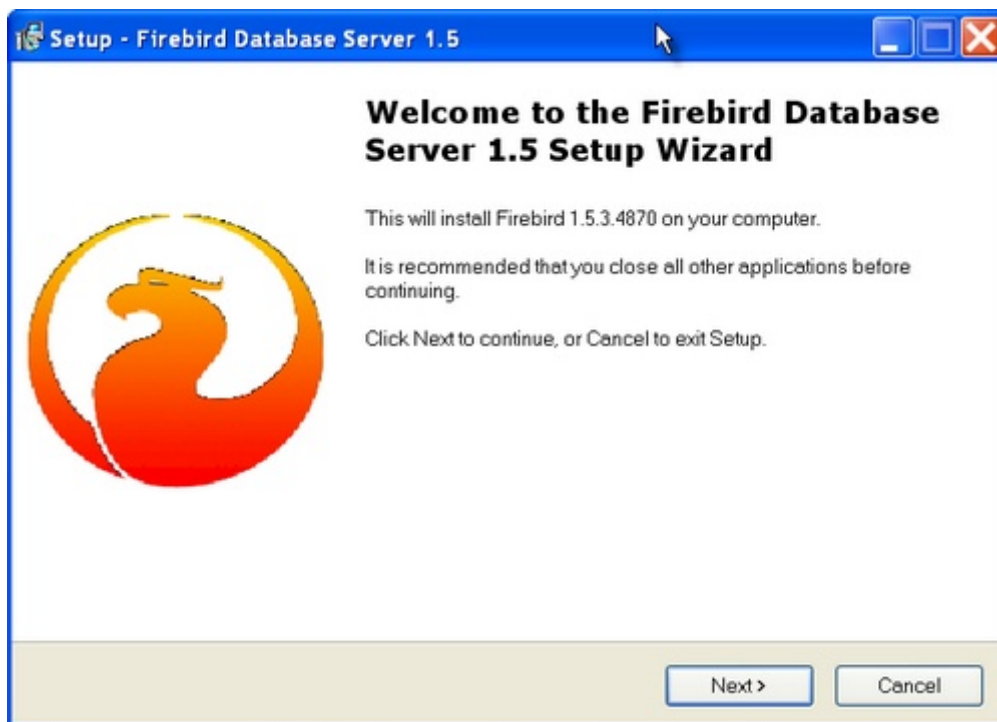 Setup - Firebird Database Server 1.5
Welcome to the Firebird Database
Server 1.5 Setup Wizard
This will install Firebird 1.5.3.4870 on your computer.
It is recommended that you close all other applications before
continuing.
Click Next to continue, or Cancel to exit Setup.
Next >
Cancel